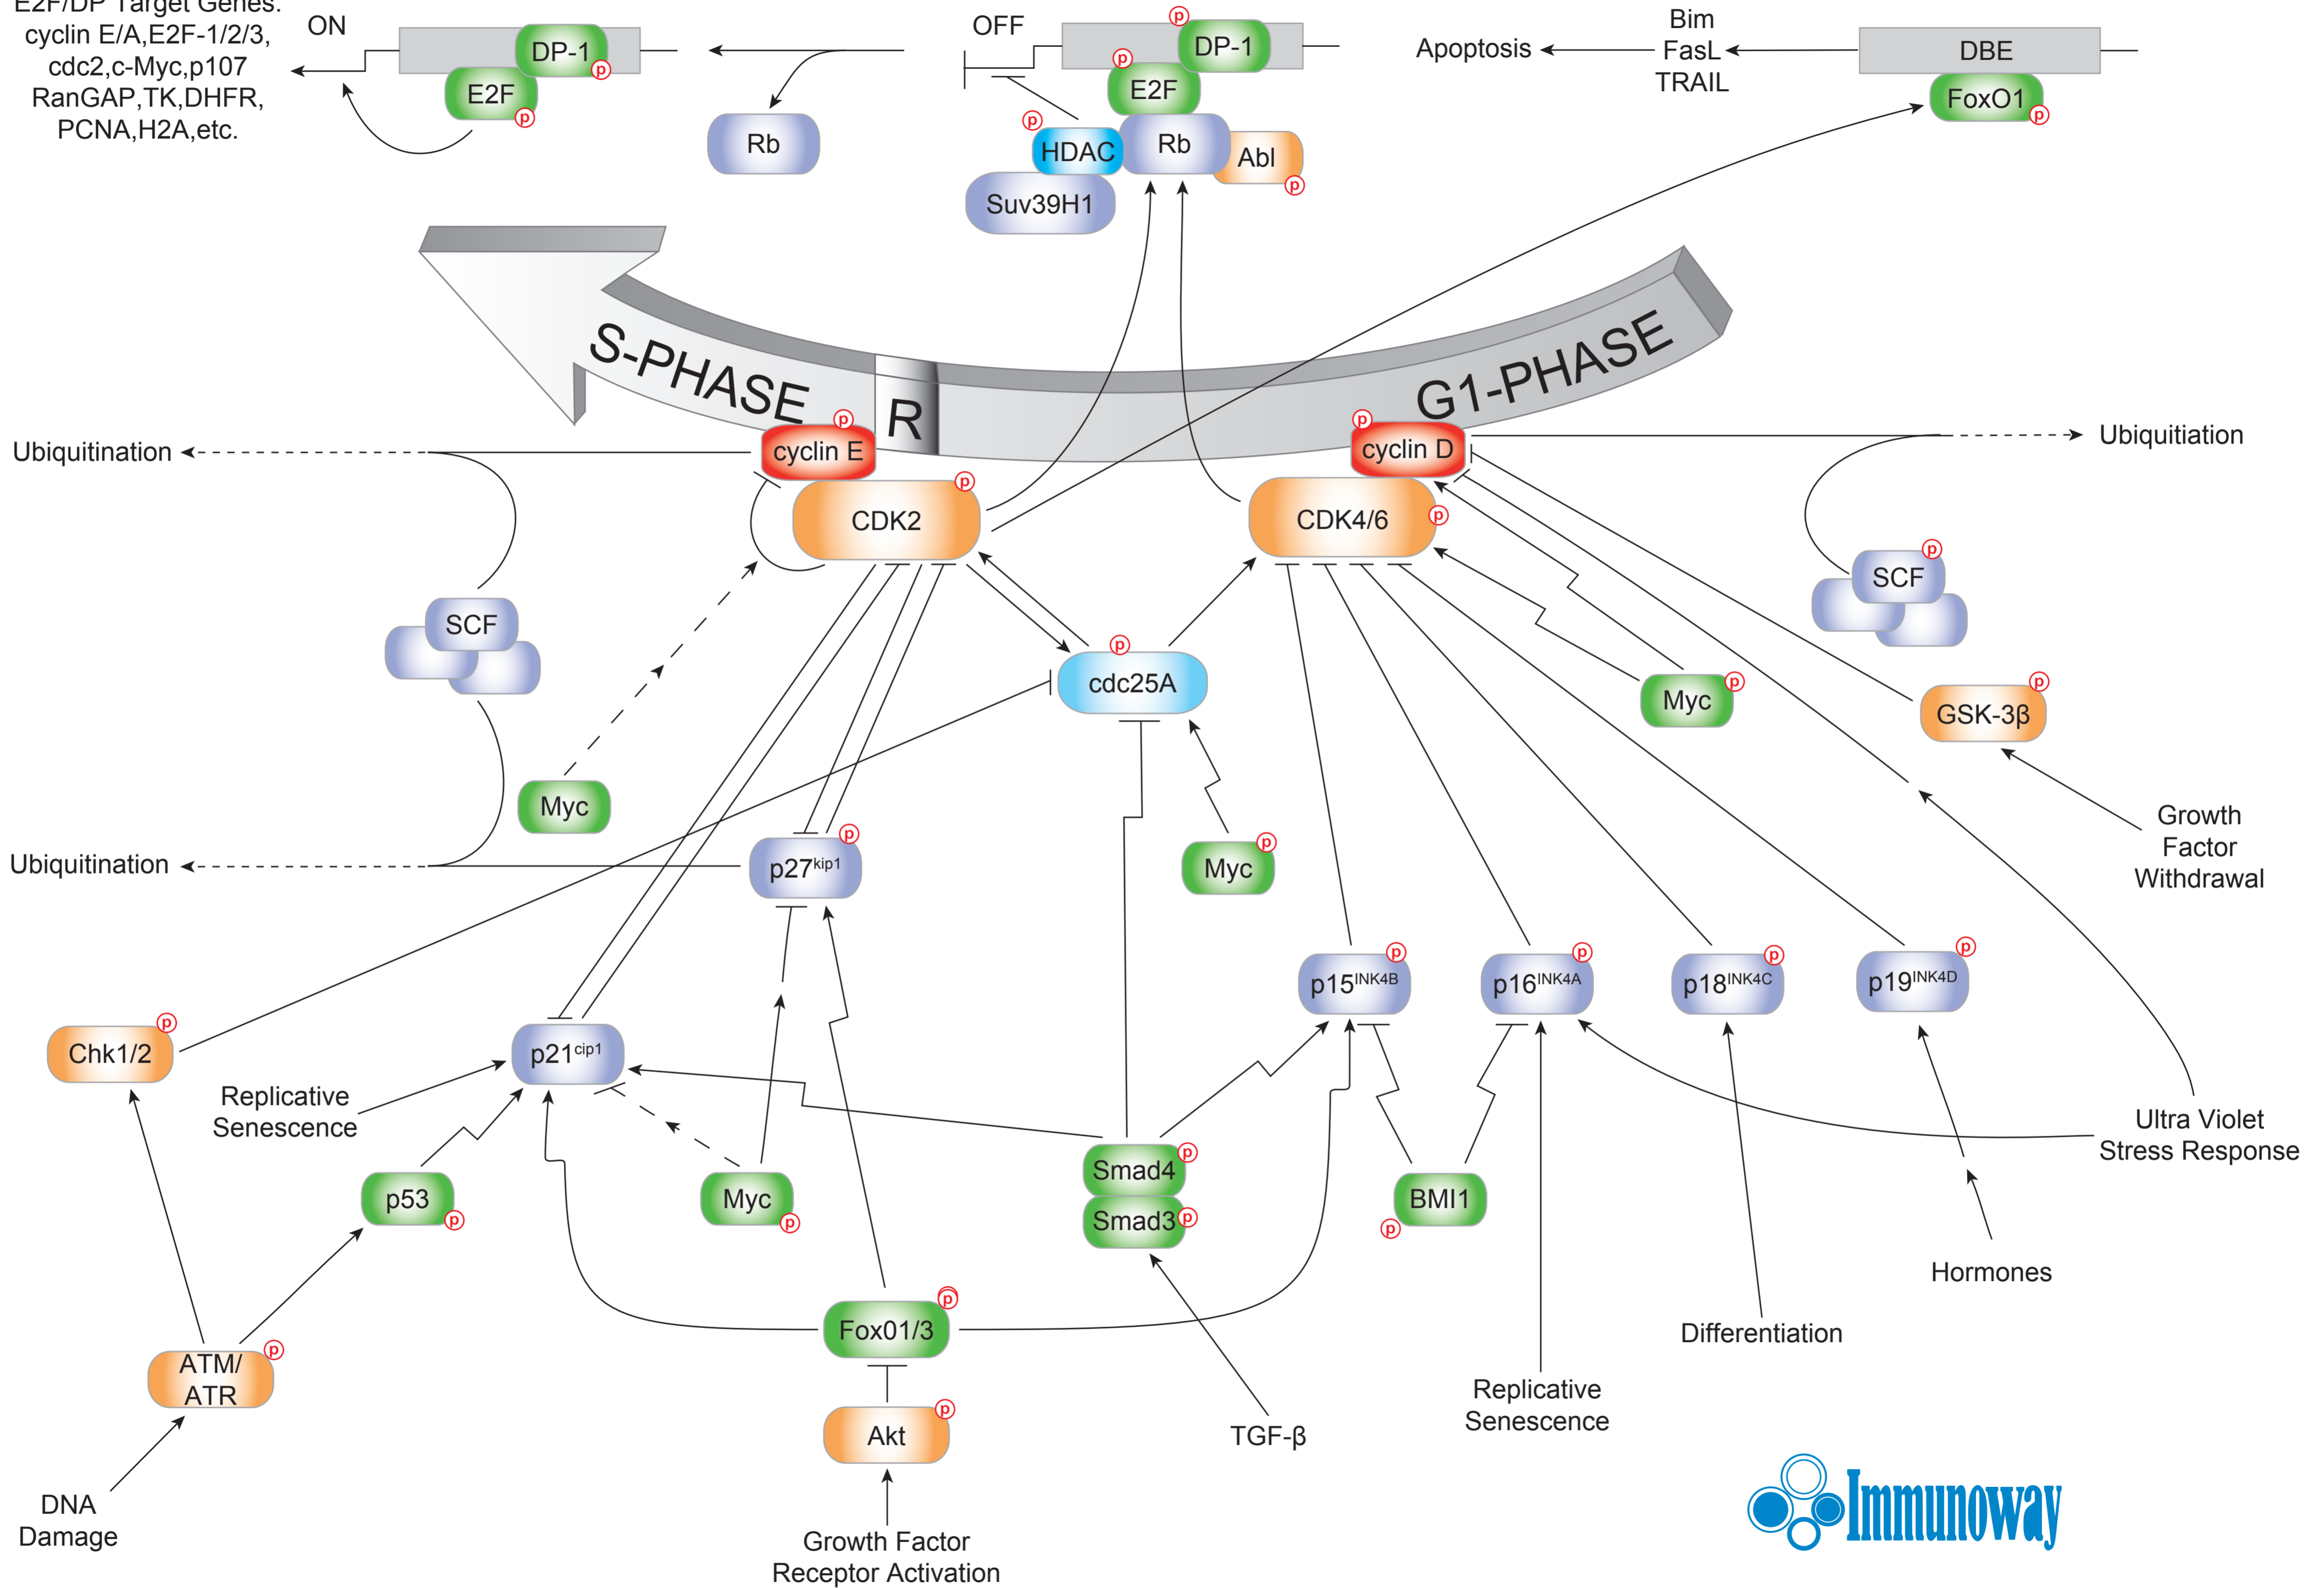 E2F/DP Target Genes:
cyclin E/A,E2F-1/2/3,
cdc2,c-Myc,p107
RanGAP,TK,DHFR,
PCNA,H2A,etc.
ON
DP-1
p
E2F
p
Rb
OFF
p
DP-1
p
E2F
p
HDAC
Rb
Abl
p
Suv39H1
Apoptosis
Bim
FasL
TRAIL
DBE
FoxO1
p
S-PHASE
R
G1-PHASE
Ubiquitination
p
cyclin E
p
CDK2
p
cyclin D
CDK4/6
p
Ubiquitiation
SCF
p
SCF
p
cdc25A
Myc
p
GSK-3β
p
Myc
p
Myc
Growth
Factor
Withdrawal
Ubiquitination
p27kip1
p
p15INK4B
p
p16INK4A
p
p18INK4C
p
p19INK4D
p
Chk1/2
p
p21cip1
Replicative
Senescence
Ultra Violet
Stress Response
p53
p
Myc
p
Smad4
p
Smad3
p
BMI1
p
Hormones
Fox01/3
p
Differentiation
ATM/
ATR
p
Replicative
Senescence
Akt
p
TGF-β
DNA
Damage
Growth Factor
Receptor Activation
Immunoway